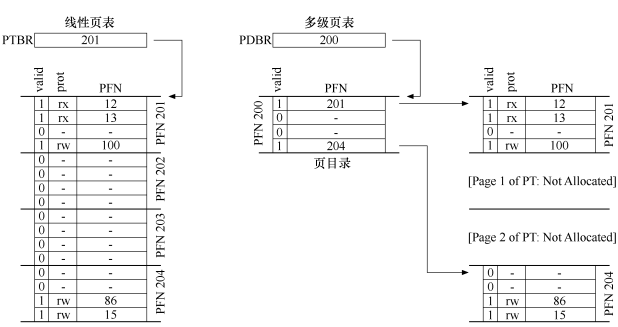 线性页表
PTBR 201
valid prot PFN
1 rx 12
1 rx 13
0 - -
1 rw 100
PFN 201
0 - -
0 - -
0 - -
0 - -
PFN 202
0 - -
0 - -
0 - -
0 - -
PFN 203
0 - -
0 - -
1 rw 86
1 rw 15
PFN 204
多级页表
PDBR 200
valid PFN
1 201
0 -
0 -
1 204
PFN 200
页目录
valid prot PFN
1 rx 12
1 rx 13
0 - -
1 rw 100
PFN 201
[Page 1 of PT: Not Allocated]
[Page 2 of PT: Not Allocated]
0 - -
0 - -
1 rw 86
1 rw 15
PFN 204